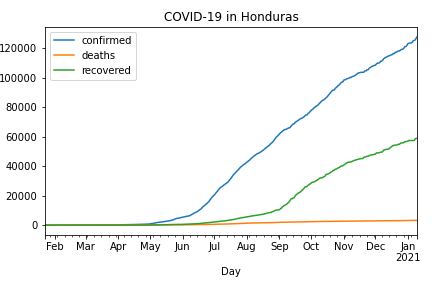 COVID-19 in Honduras
confirmed
deaths
recovered
120000
100000
80000
60000
40000
20000
0
Feb Mar Apr May Jun Jul Aug Sep Oct Nov Dec Jan
2021
Day